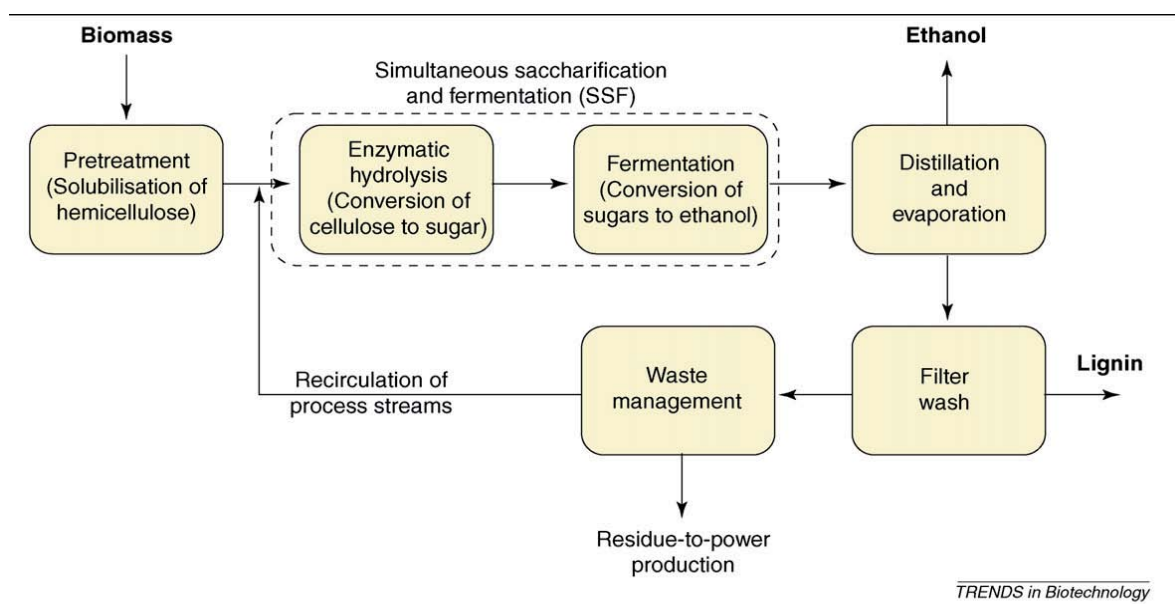 Biomass
Ethanol
Simultaneous saccharification
and fermentation (SSF)
Pretreatment
(Solubilisation of
hemicellulose)
Enzymatic
hydrolysis
(Conversion of
cellulose to sugar)
Fermentation
(Conversion of
sugars to ethanol)
Distillation
and
evaporation
Recirculation of
process streams
Waste
management
Filter
wash
Lignin
Residue-to-power
production
TRENDS in Biotechnology